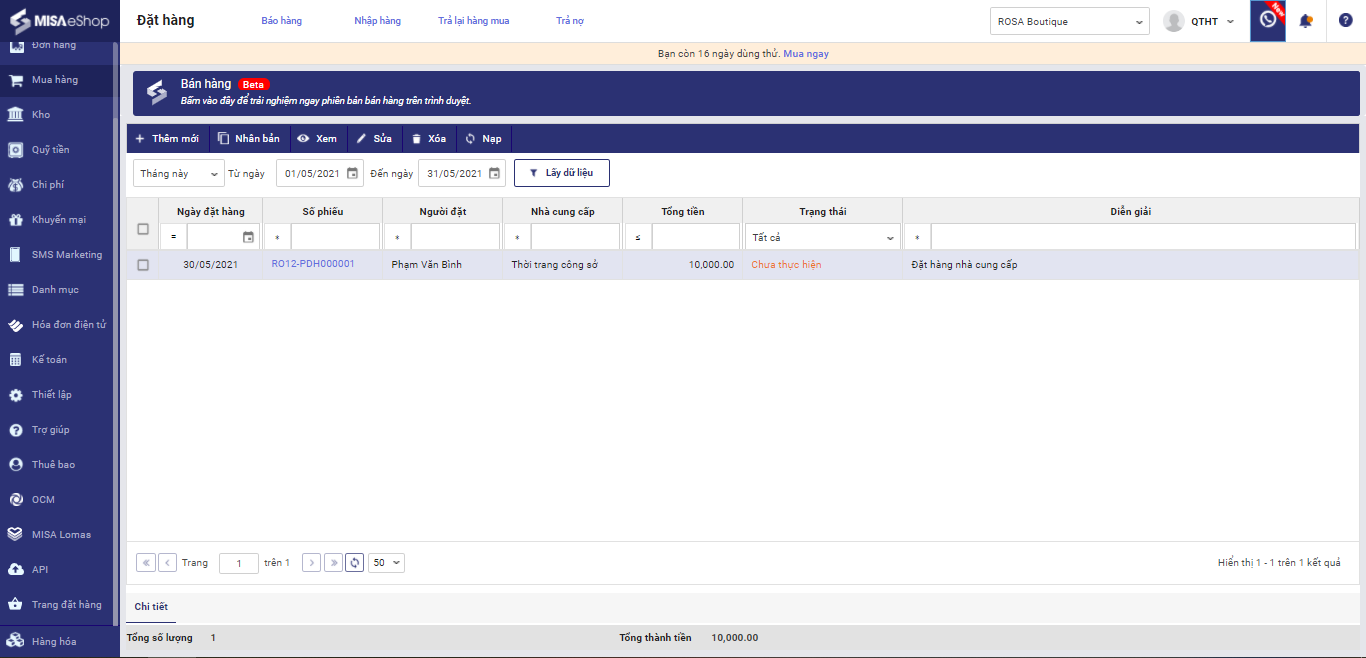 MISA eShop
Đặt hàng
Báo hàng
Nhập hàng
Trả lại hàng mua
Trả nợ
ROSA Boutique
QTHT
New
Bạn còn 16 ngày dùng thử. Mua ngay
Đơn hàng
Mua hàng
Kho
Quỹ tiền
Chi phí
Khuyến mại
SMS Marketing
Danh mục
Hóa đơn điện tử
Kế toán
Thiết lập
Trợ giúp
Thuê bao
OCM
MISA Lomas
API
Trang đặt hàng
Hàng hóa
Bán hàng Beta
Bấm vào đây để trải nghiệm ngay phiên bản bán hàng trên trình duyệt.
+ Thêm mới
Nhân bản
Xem
Sửa
Xóa
Nạp
Tháng này
Từ ngày
01/05/2021
Đến ngày
31/05/2021
Lấy dữ liệu
Ngày đặt hàng
Số phiếu
Người đặt
Nhà cung cấp
Tổng tiền
Trạng thái
Diễn giải
=
*
*
*
≤
Tất cả
*
30/05/2021
RO12-PDH000001
Phạm Văn Bình
Thời trang công sở
10,000.00
Chưa thực hiện
Đặt hàng nhà cung cấp
Trang
1
trên 1
50
Hiển thị 1 - 1 trên 1 kết quả
Chi tiết
Tổng số lượng 1
Tổng thành tiền 10,000.00